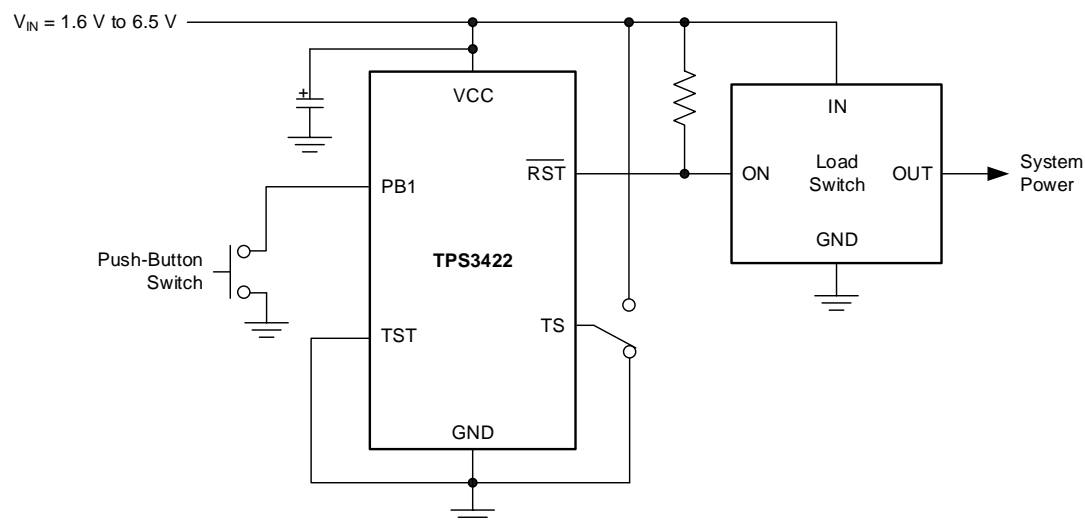 VIN = 1.6 V to 6.5 V
+
VCC
IN
PB1
RST
ON
Load
Switch
OUT
System
Power
Push-Button
Switch
TPS3422
GND
TST
TS
GND